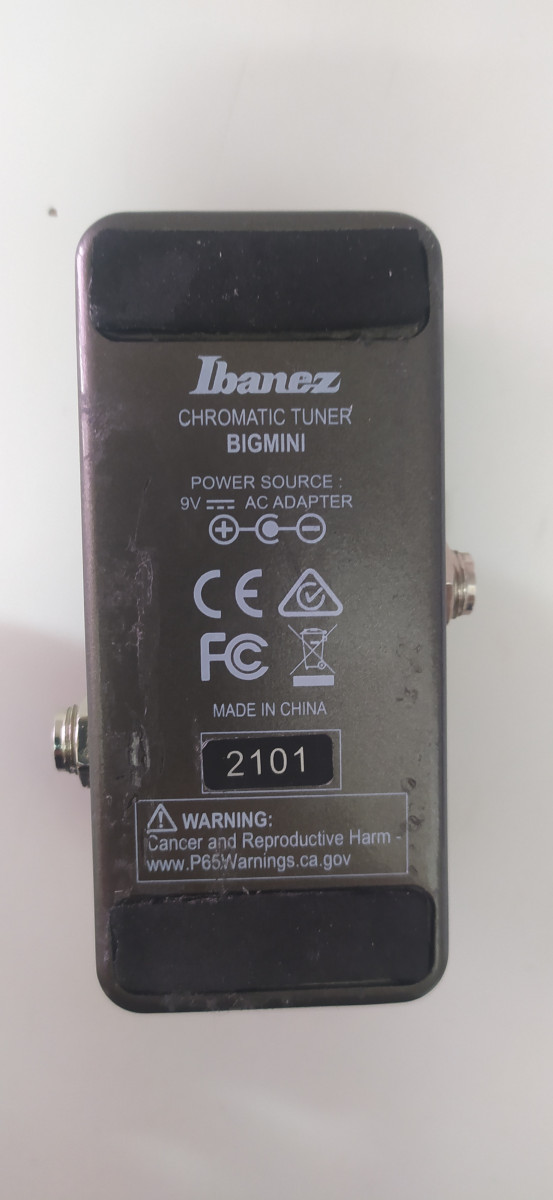 Ibanez
CHROMATIC TUNER
BIGMINI
POWER SOURCE :
9V AC ADAPTER
CE
FC
MADE IN CHINA
2101
WARNING:
Cancer and Reproductive Harm -
www.P65Warnings.ca.gov